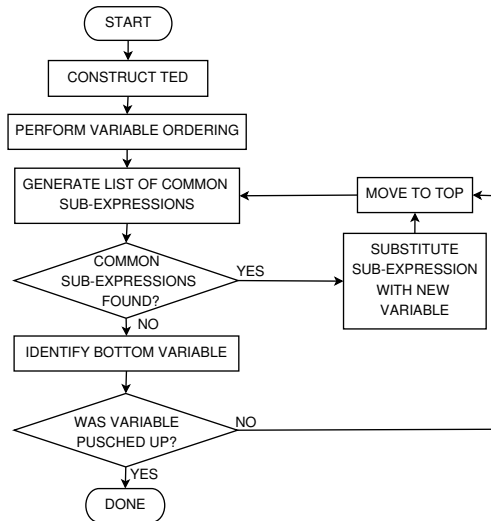 START
CONSTRUCT TED
PERFORM VARIABLE ORDERING
GENERATE LIST OF COMMON
SUB-EXPRESSIONS
MOVE TO TOP
COMMON
SUB-EXPRESSIONS
FOUND?
YES
SUBSTITUTE
SUB-EXPRESSION
WITH NEW
VARIABLE
NO
IDENTIFY BOTTOM VARIABLE
WAS VARIABLE
PUSCHED UP?
NO
YES
DONE